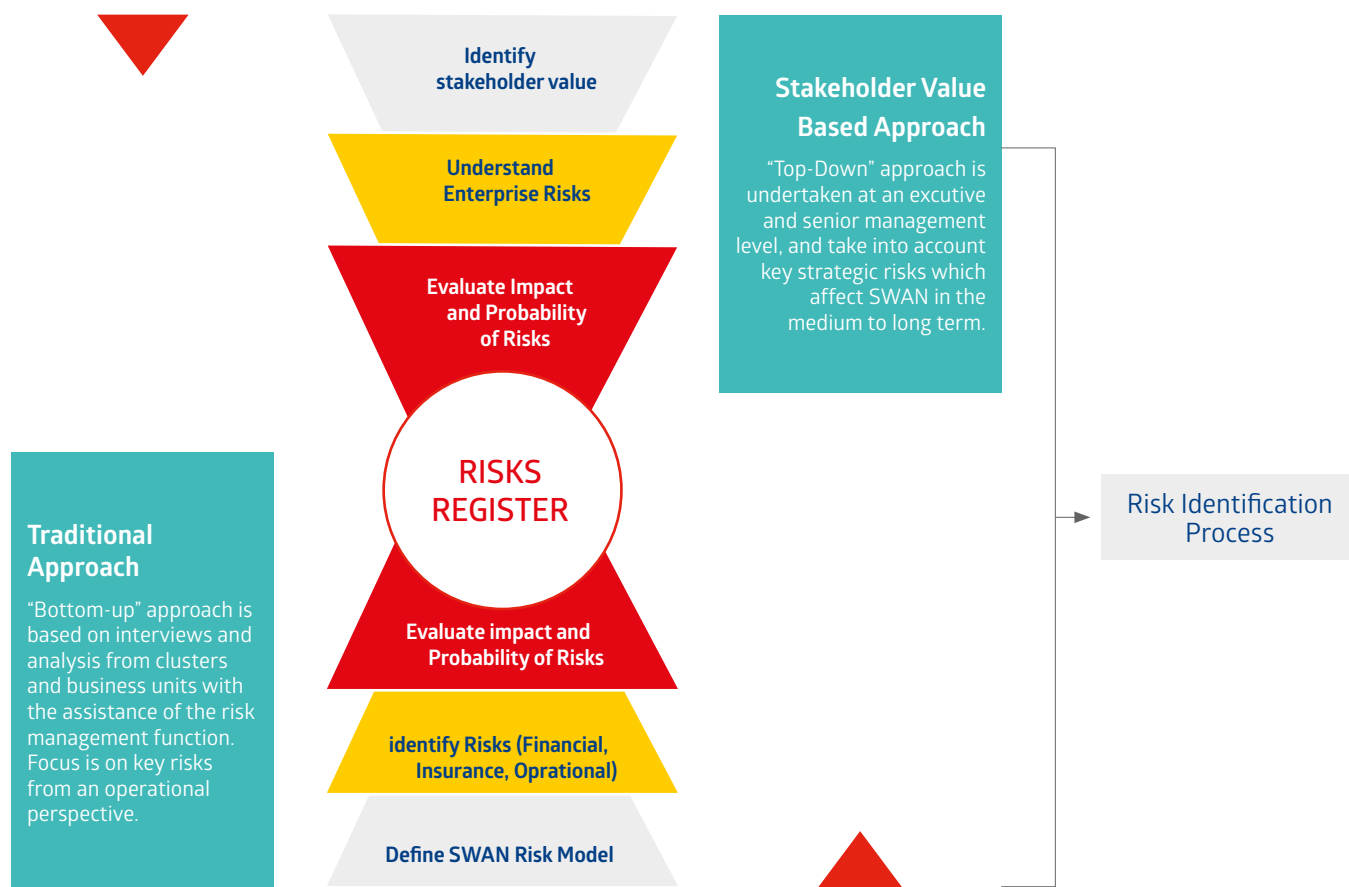 Identify
stakeholder value
Understand
Enterprise Risks
Evaluate Impact
and Probability
of Risks
RISKS
REGISTER
Evaluate impact and
Probability of Risks
identify Risks (Financial,
Insurance, Oprational)
Define SWAN Risk Model
Stakeholder Value
Based Approach
“Top-Down” approach is
undertaken at an excutive
and senior management
level, and take into account
key strategic risks which
affect SWAN in the
medium to long term.
Traditional
Approach
“Bottom-up” approach is
based on interviews and
analysis from clusters
and business units with
the assistance of the risk
management function.
Focus is on key risks
from an operational
perspective.
Risk Identification
Process